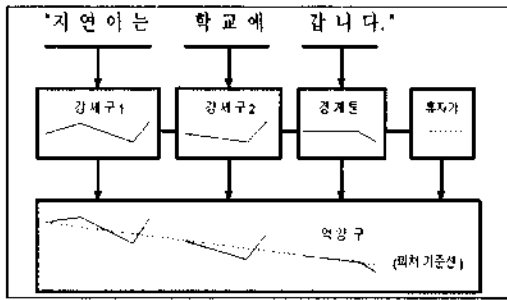 "지연이는 학교에 갑니다."
강세구1 강세구2 경계톤 휴지가
억양구
(피치 기준선)